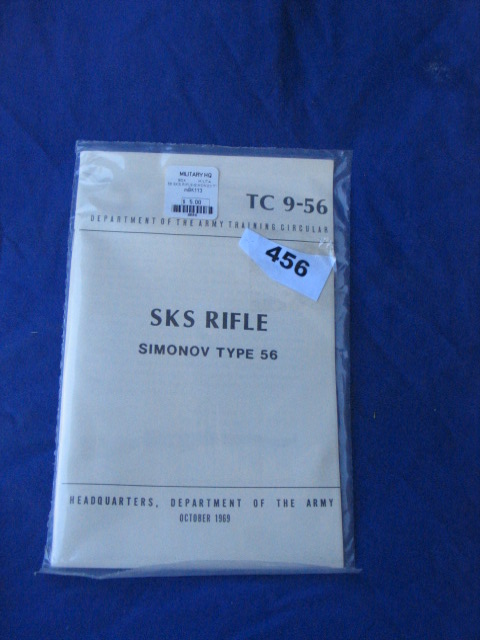 MILITARY HQ
$ 5.00
TC 9-56
DEPARTMENT OF THE ARMY TRAINING CIRCULAR
456
SKS RIFLE
SIMONOV TYPE 56
HEADQUARTERS, DEPARTMENT OF THE ARMY
OCTOBER 1969